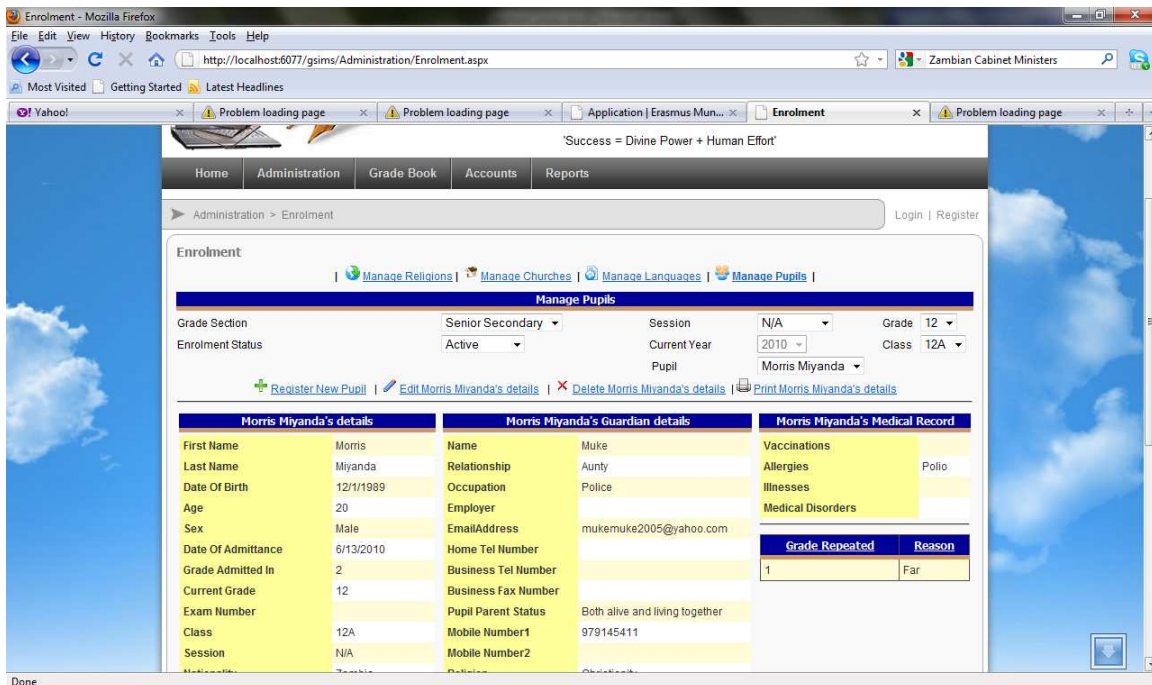 Enrolment - Mozilla Firefox
File Edit View History Bookmarks Tools Help
http://localhost:6077/gsims/Administration/Enrolment.aspx Zambian Cabinet Ministers
Most Visited Getting Started Latest Headlines
Yahoo! Problem loading page Problem loading page Application | Erasmus Mun... Enrolment Problem loading page
'Success = Divine Power + Human Effort'
Home Administration Grade Book Accounts Reports
Administration > Enrolment Login | Register
Enrolment
| Manage Religions | Manage Churches | Manage Languages | Manage Pupils |
Manage Pupils
Grade Section Senior Secondary Session N/A Grade 12
Enrolment Status Active Current Year 2010 Class 12A
Pupil Morris Miyanda
Register New Pupil | Edit Morris Miyanda's details | Delete Morris Miyanda's details | Print Morris Miyanda's details
Morris Miyanda's details Morris Miyanda's Guardian details Morris Miyanda's Medical Record
First Name Morris Name Muke Vaccinations
Last Name Miyanda Relationship Aunty Allergies Polio
Date Of Birth 12/1/1989 Occupation Police Illnesses
Age 20 Employer Medical Disorders
Sex Male EmailAddress mukemuke2005@yahoo.com
Date Of Admittance 6/13/2010 Home Tel Number Grade Repeated Reason
Grade Admitted In 2 Business Tel Number 1 Far
Current Grade 12 Business Fax Number
Exam Number Pupil Parent Status Both alive and living together
Class 12A Mobile Number1 979145411
Session N/A Mobile Number2
Nationality Zambia Religion Christianity
Done